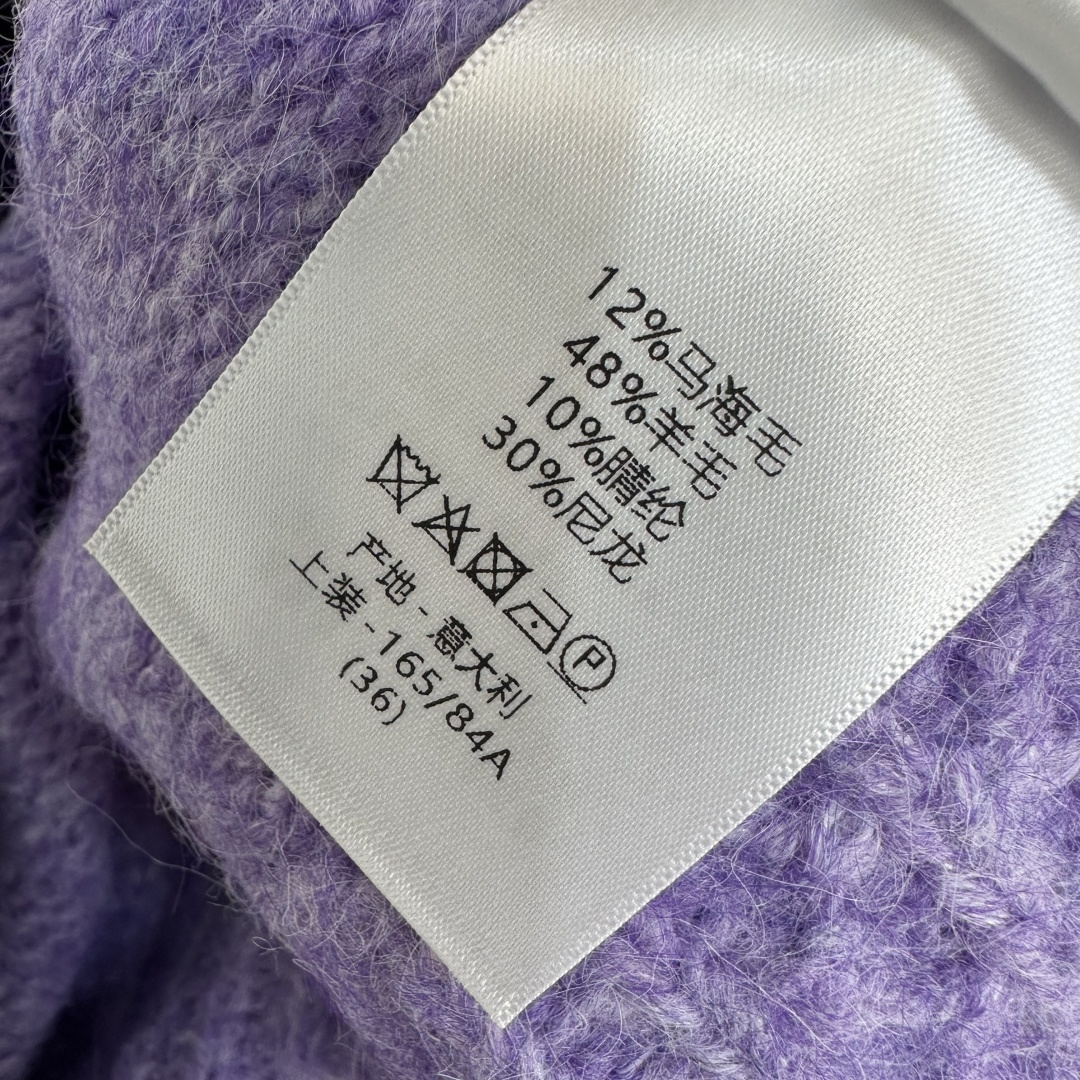 12%马海毛
48%羊毛
10%腈纶
30%尼龙
P
产地 - 意大利
上装 - 165/84A
(36)